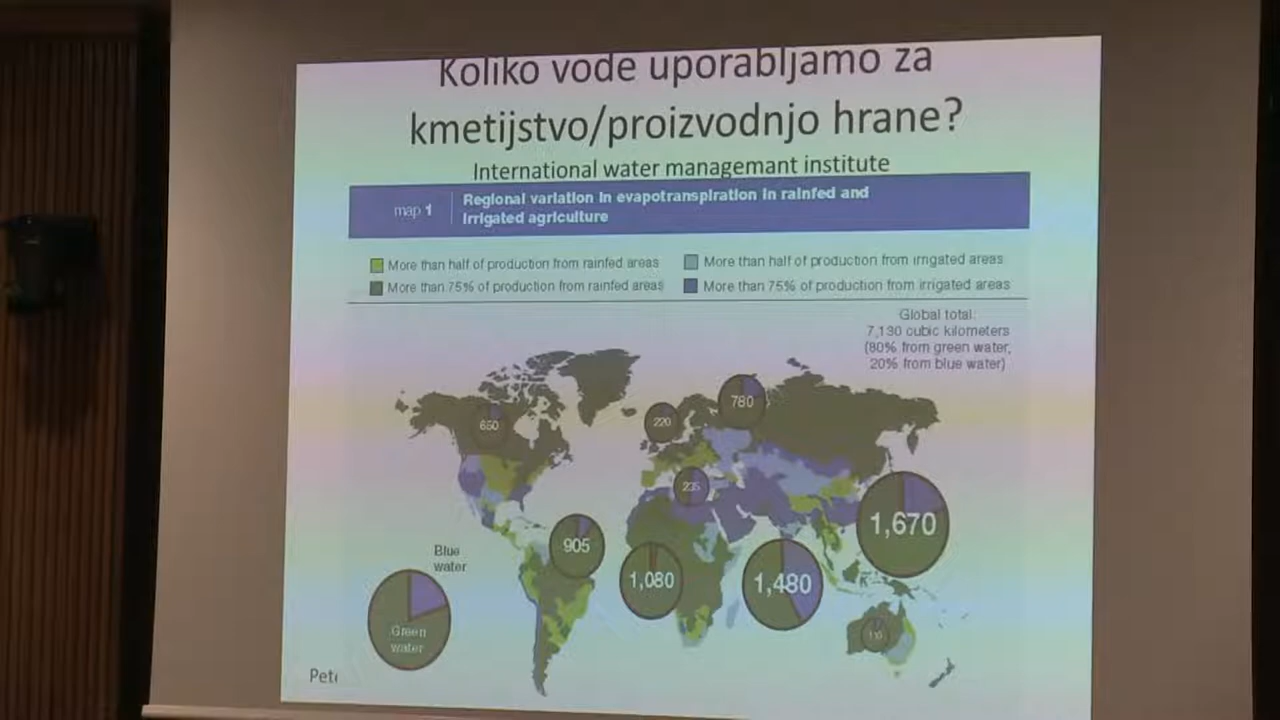 Koliko vode uporabljamo za
kmetijstvo/proizvodnjo hrane?
International water managemant institute
map 1
Regional variation in evapotranspiration in rainfed and
irrigated agriculture
More than half of production from rainfed areas
More than half of production from irrigated areas
More than 75% of production from rainfed areas
More than 75% of production from irrigated areas
Global total:
7,130 cubic kilometers
(80% from green water,
20% from blue water)
780
650
220
235
1,670
905
1,080
1,480
Blue
water
Green
water
110